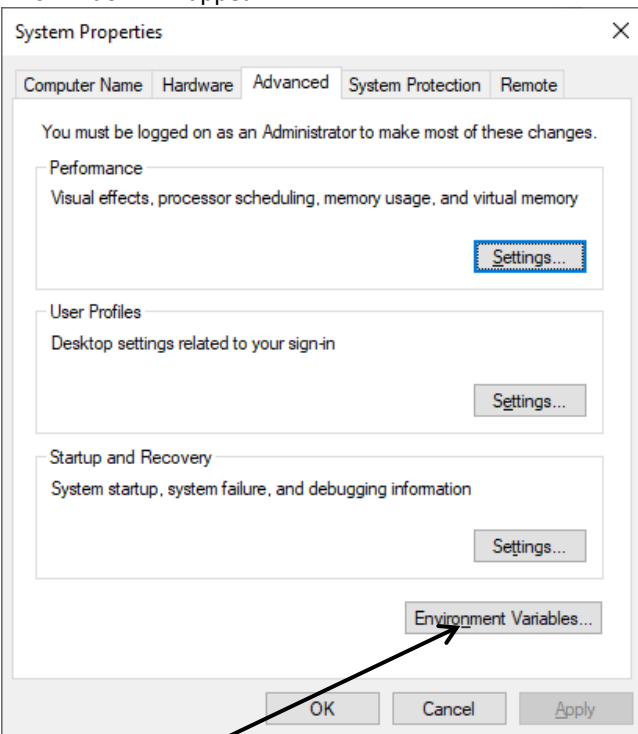 System Properties
Computer Name Hardware Advanced System Protection Remote
You must be logged on as an Administrator to make most of these changes.
Performance
Visual effects, processor scheduling, memory usage, and virtual memory
Settings...
User Profiles
Desktop settings related to your sign-in
Settings...
Startup and Recovery
System startup, system failure, and debugging information
Settings...
Environment Variables...
OK Cancel Apply